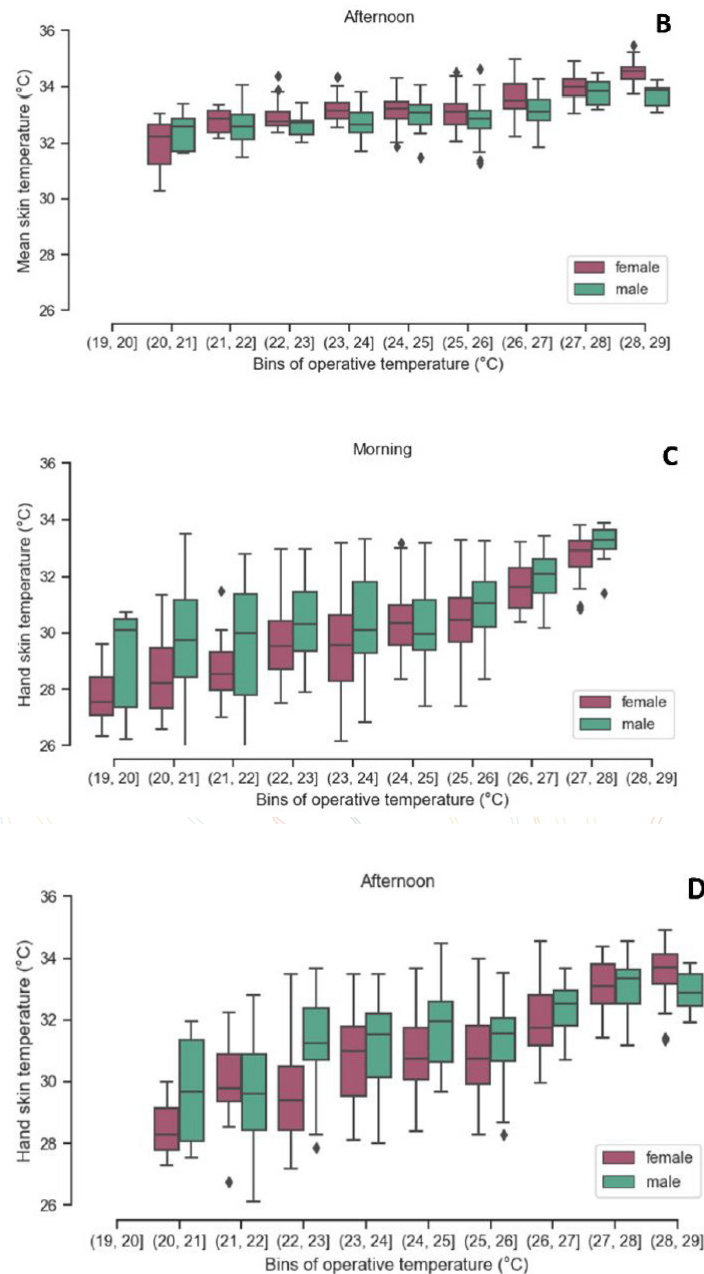 Afternoon
B
36
34
32
30
28
26
Mean skin temperature (°C)
female
male
(19, 20] (20, 21] (21, 22] (22, 23] (23, 24] (24, 25] (25, 26] (26, 27] (27, 28] (28, 29]
Bins of operative temperature (°C)
Morning
C
36
34
32
30
28
26
Hand skin temperature (°C)
female
male
(19, 20] (20, 21] (21, 22] (22, 23] (23, 24] (24, 25] (25, 26] (26, 27] (27, 28] (28, 29]
Bins of operative temperature (°C)
Afternoon
D
36
34
32
30
28
26
Hand skin temperature (°C)
female
male
(19, 20] (20, 21] (21, 22] (22, 23] (23, 24] (24, 25] (25, 26] (26, 27] (27, 28] (28, 29]
Bins of operative temperature (°C)